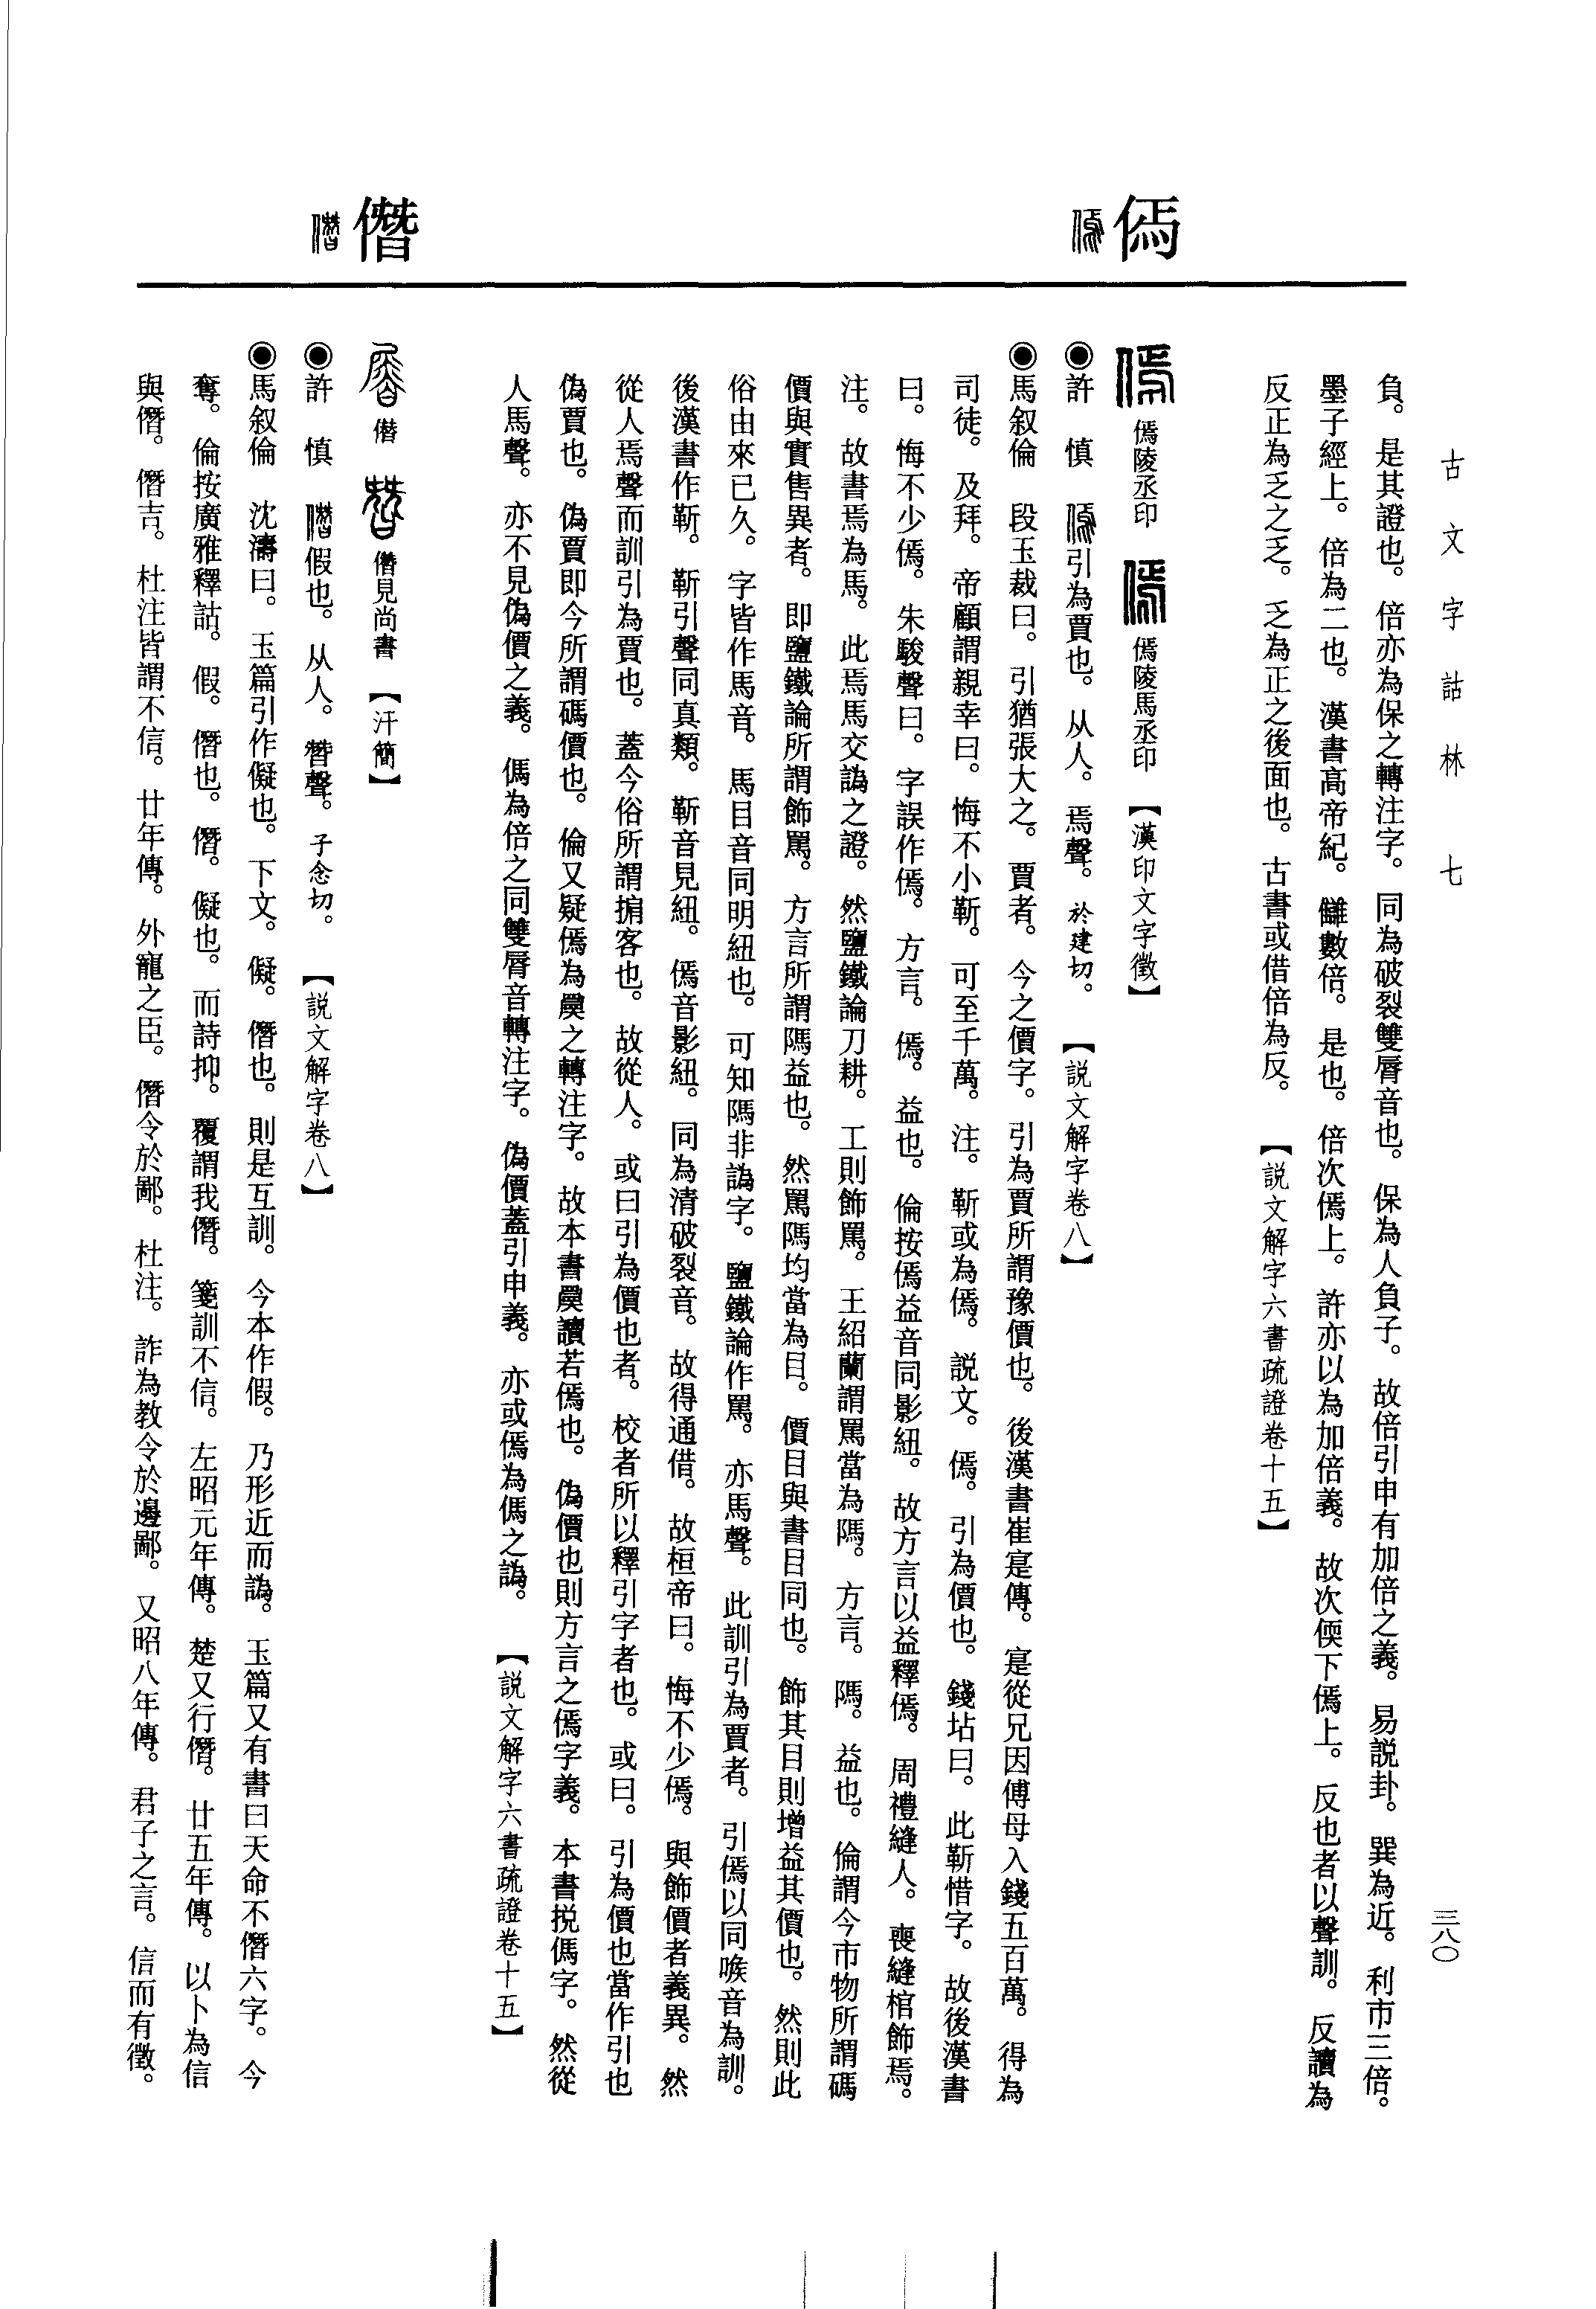 古文字詁林　七
三八〇
傿
僭
負。是其證也。倍亦為保之轉注字。同為破裂雙脣音也。保為人負子。故倍引申有加倍之義。易説卦。巽為近。利市三倍。
墨子經上。倍為二也。漢書高帝紀。讎數倍。是也。倍次傿上。許亦以為加倍義。故次偄下傿上。反也者以聲訓。反讀為
反正為乏之乏。乏為正之後面也。古書或借倍為反。【説文解字六書疏證卷十五】
傿陵丞印　傿陵馬丞印　【漢印文字徵】
◉許　慎　傿引為賈也。从人。焉聲。於建切。【説文解字卷八】
◉馬叙倫　段玉裁曰。引猶張大之。賈者。今之價字。引為賈所謂豫價也。後漢書崔寔傳。寔從兄因傅母入錢五百萬。得為
司徒。及拜。帝顧謂親幸曰。悔不小靳。可至千萬。注。靳或為傿。説文。傿。引為價也。錢坫曰。此靳惜字。故後漢書
曰。悔不少傿。朱駿聲曰。字誤作僞。方言。傿。益也。倫按傿益音同影紐。故方言以益釋傿。周禮縫人。喪縫棺飾焉。
注。故書焉為馬。此焉馬交譌之證。然鹽鐵論刀耕。工則飾罵。王紹蘭謂罵當為隖。方言。隖。益也。倫謂今市物所謂碼
價與實售異者。即鹽鐵論所謂飾罵。方言所謂隖益也。然罵隖均當為目。價目與書目同也。飾其目則增益其價也。然則此
俗由來已久。字皆作馬音。馬目音同明紐也。可知隖非譌字。鹽鐵論作罵。亦馬聲。此訓引為賈者。引傿以同喉音為訓。
後漢書作靳。靳引聲同真類。靳音見紐。傿音影紐。同為清破裂音。故得通借。故桓帝曰。悔不少傿。與飾價者義異。然
從人焉聲而訓引為賈也。蓋今俗所謂掮客也。故從人。或曰引為價也者。校者所以釋引字者也。或曰。引為價也當作引也
偽賈也。偽賈即今所謂碼價也。倫又疑傿為㬥之轉注字。故本書㬥讀若傿也。偽價也則方言之傿字義。本書捝傌字。然從
人馬聲。亦不見偽價之義。傌為倍之同雙脣音轉注字。偽價蓋引申義。亦或傿為傌之譌。【説文解字六書疏證卷十五】
僭　僭見尚書　【汗簡】
◉許　慎　僭假也。从人。朁聲。子念切。【説文解字卷八】
◉馬叙倫　沈濤曰。玉篇引作儗也。下文。儗。僭也。則是互訓。今本作假。乃形近而譌。玉篇又有書曰天命不僭六字。今
奪。倫按廣雅釋詁。假。僭也。僭。儗也。而詩抑。覆謂我僭。箋訓不信。左昭元年傳。楚又行僭。廿五年傳。以卜為信
與僭。僭吉。杜注皆謂不信。廿年傳。外寵之臣。僭令於鄙。杜注。詐為教令於邊鄙。又昭八年傳。君子之言。信而有徵。